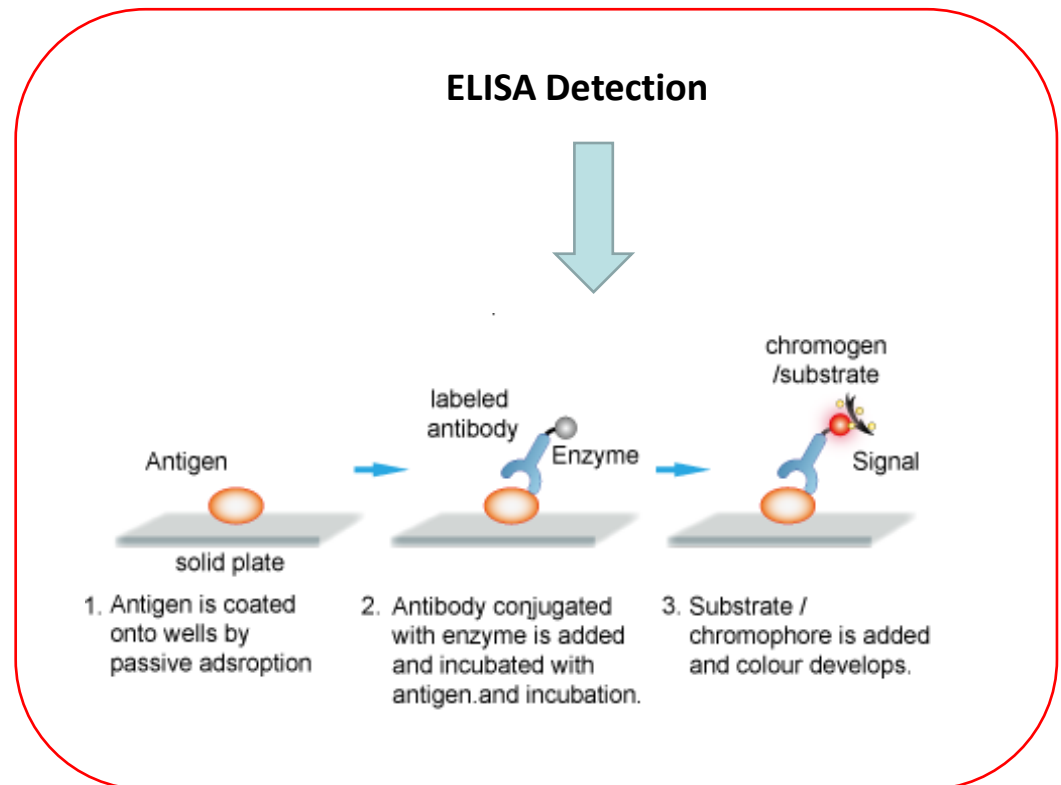 ELISA Detection
chromogen
/substrate
labeled
antibody
Enzyme
Signal
Antigen
solid plate
1. Antigen is coated
onto wells by
passive adsroption
2. Antibody conjugated
with enzyme is added
and incubated with
antigen.and incubation.
3. Substrate /
chromophore is added
and colour develops.